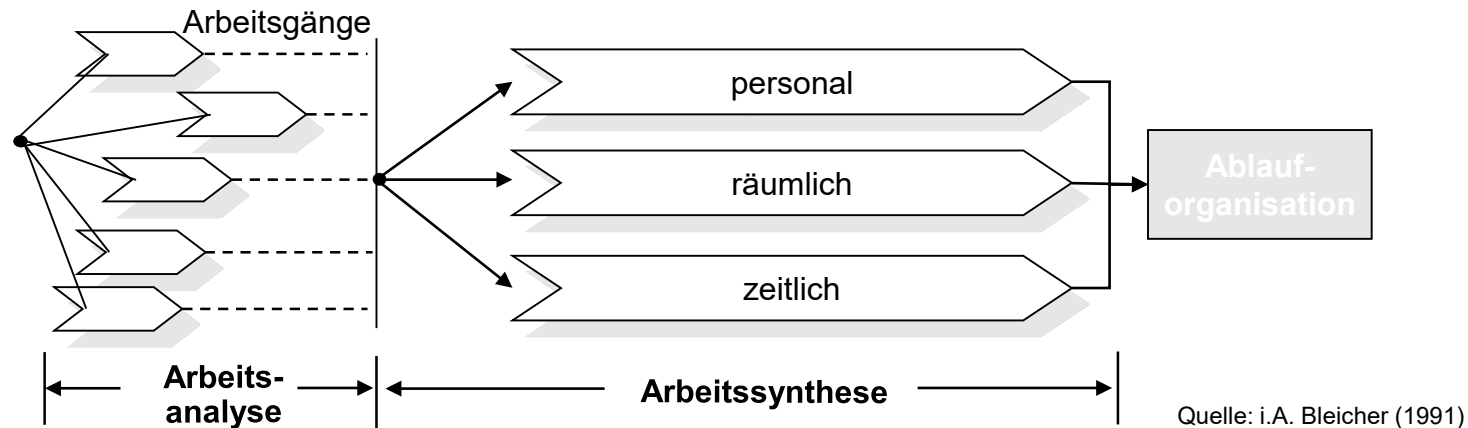 Arbeitsgänge
personal
räumlich
zeitlich
Ablauf-
organisation
Arbeits-
analyse
Arbeitssynthese
Quelle: i.A. Bleicher (1991)